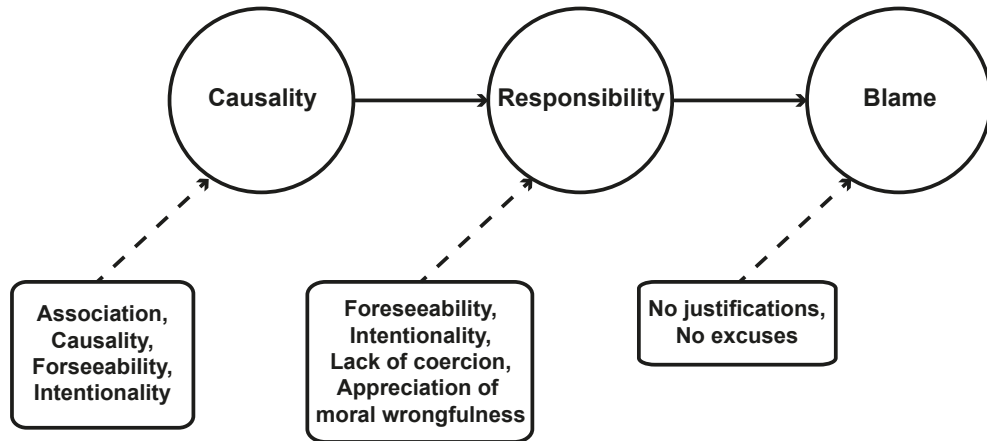 Causality
Responsibility
Blame
Association,
Causality,
Forseeability,
Intentionality
Foreseeability,
Intentionality,
Lack of coercion,
Appreciation of
moral wrongfulness
No justifications,
No excuses